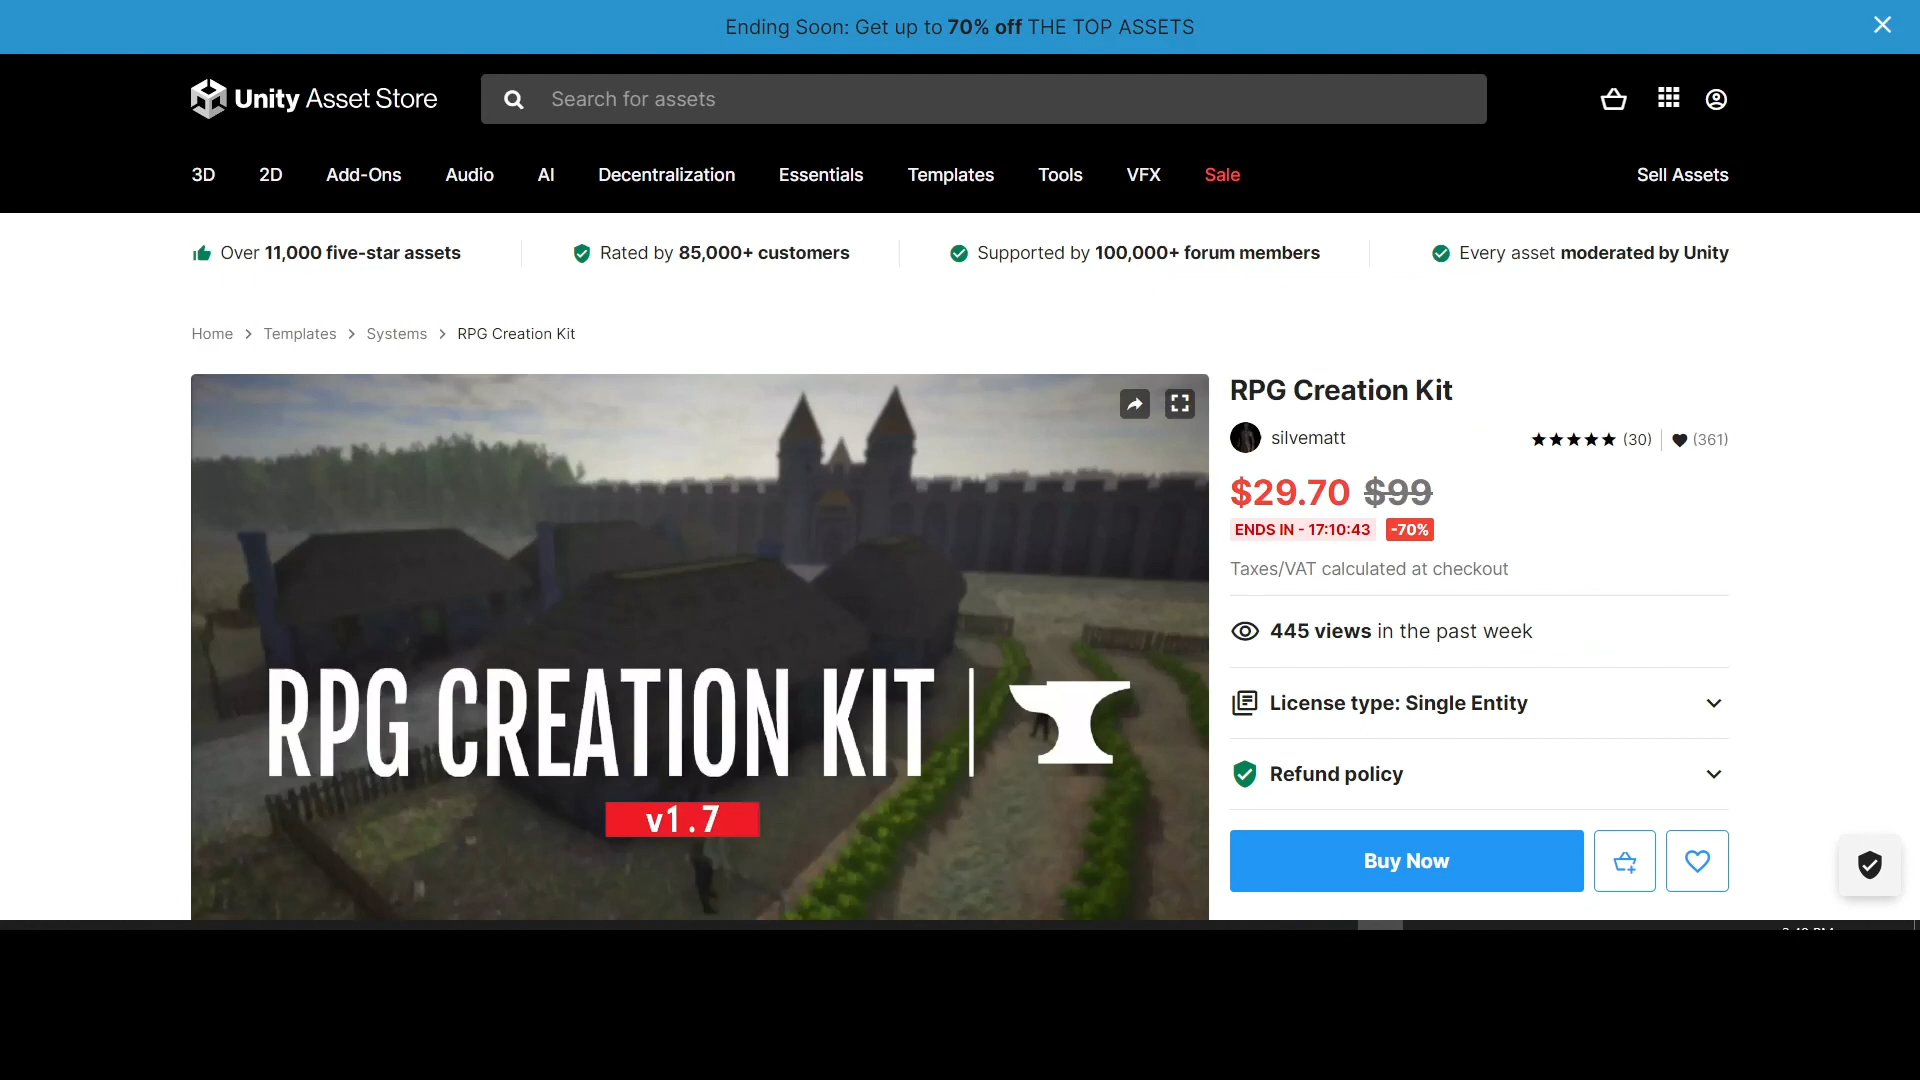 Ending Soon: Get up to 70% off THE TOP ASSETS
Unity Asset Store
Search for assets
3D 2D Add-Ons Audio AI Decentralization Essentials Templates Tools VFX Sale Sell Assets
Over 11,000 five-star assets
Rated by 85,000+ customers
Supported by 100,000+ forum members
Every asset moderated by Unity
Home > Templates > Systems > RPG Creation Kit
RPG CREATION KIT
v1.7
RPG Creation Kit
silvematt
(30) (361)
$29.70 $99
ENDS IN - 17:10:43 -70%
Taxes/VAT calculated at checkout
445 views in the past week
License type: Single Entity
Refund policy
Buy Now